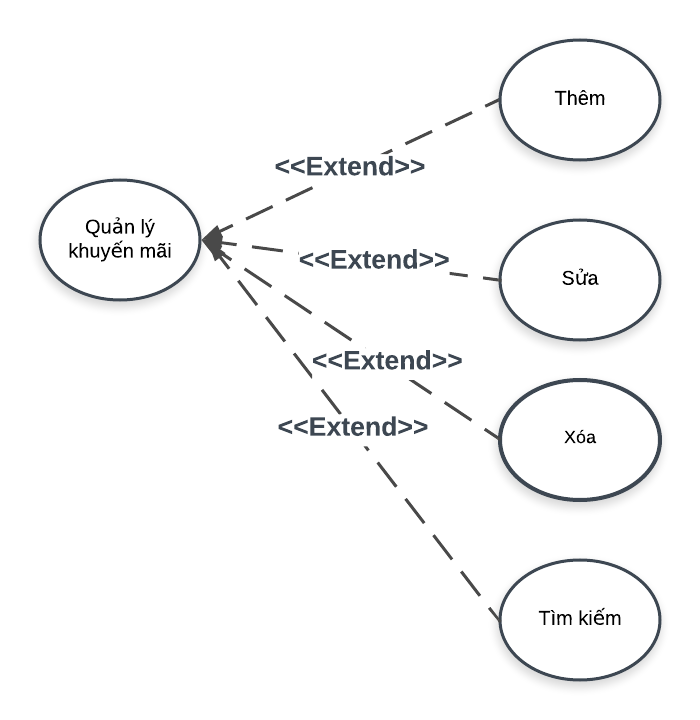 Thêm
<<Extend>>
Quản lý
khuyến mãi
<<Extend>>
Sửa
<<Extend>>
<<Extend>>
Xóa
Tìm kiếm